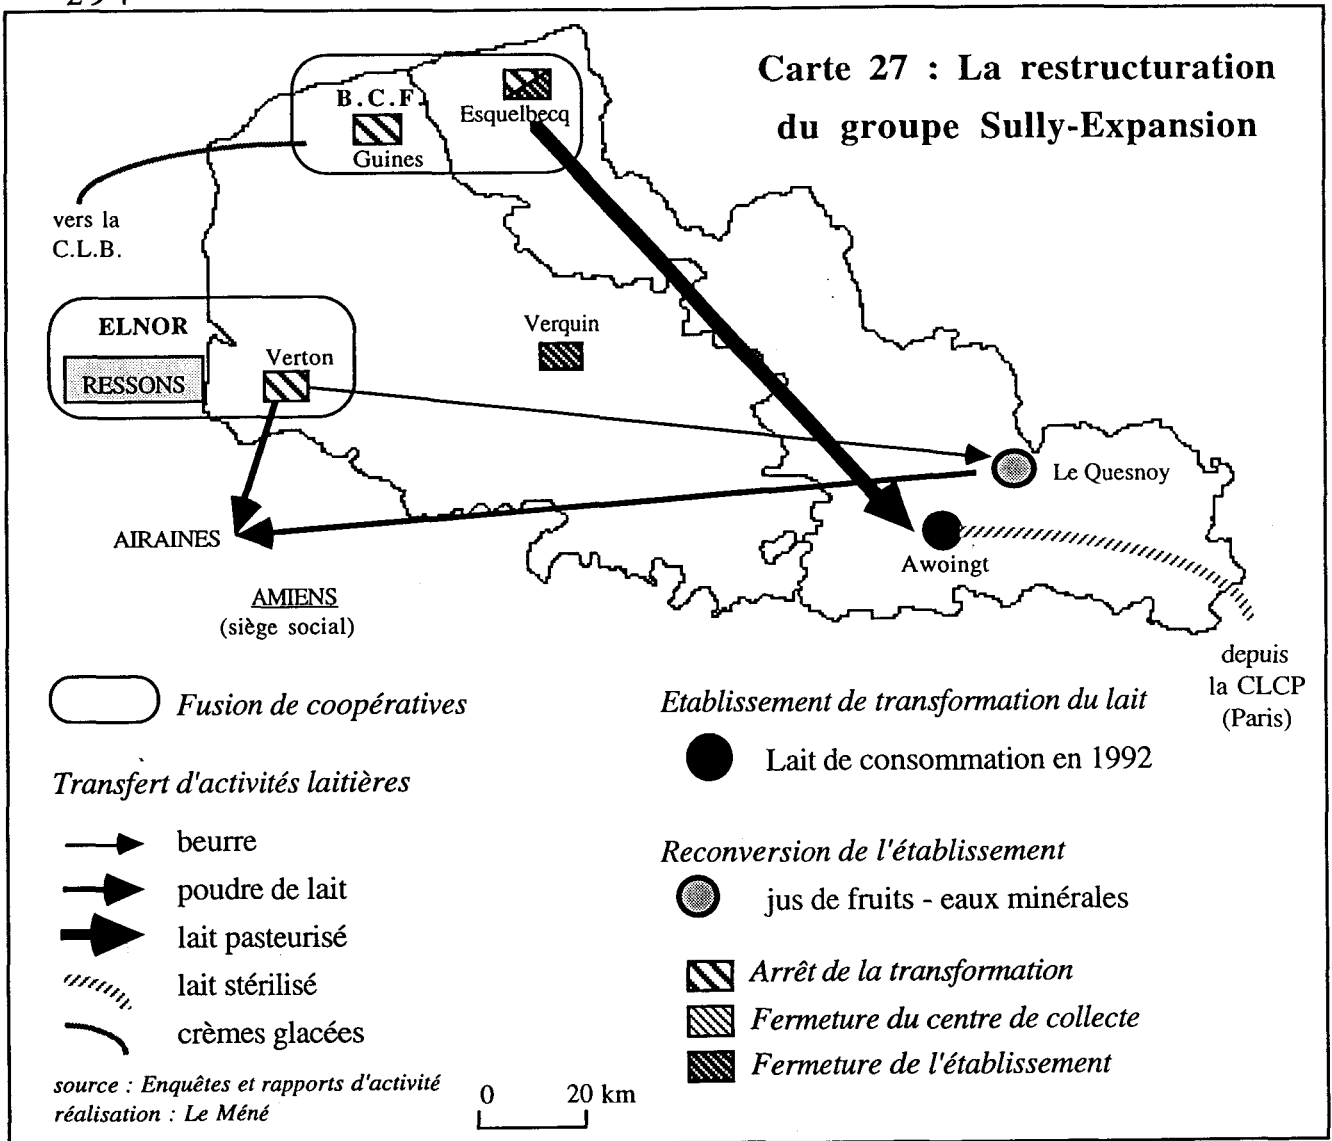 Carte 27 : La restructuration
du groupe Sully-Expansion
B.C.F.
Esquelbecq
Guines
vers la
C.L.B.
ELNOR
Verton
RESSONS
Verquin
Le Quesnoy
AIRAINES
Awoingt
AMIENS
(siège social)
depuis
la CLCP
(Paris)
Fusion de coopératives
Transfert d'activités laitières
beurre
poudre de lait
lait pasteurisé
lait stérilisé
crèmes glacées
source : Enquêtes et rapports d'activité
réalisation : Le Méné
0 20 km
Etablissement de transformation du lait
Lait de consommation en 1992
Reconversion de l'établissement
jus de fruits - eaux minérales
Arrêt de la transformation
Fermeture du centre de collecte
Fermeture de l'établissement